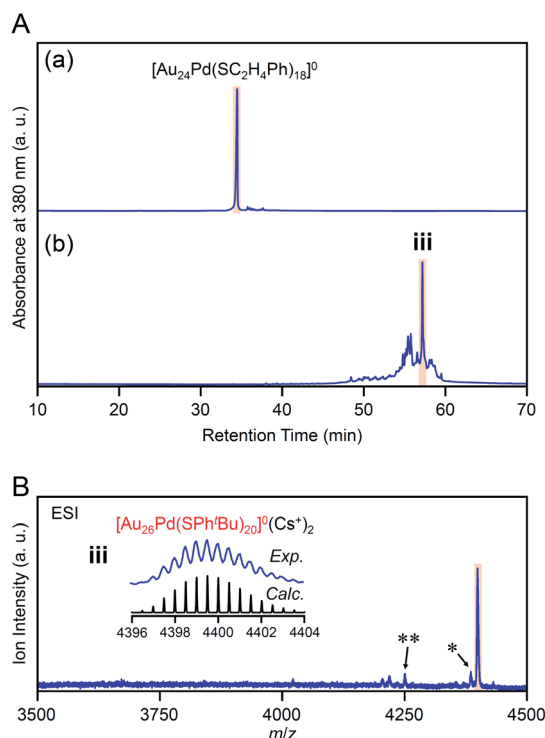 A
(a)
[Au₂₄Pd(SC₂H₄Ph)₁₈]⁰
(b)
iii
Absorbance at 380 nm (a. u.)
10 20 30 40 50 60 70
Retention Time (min)
B
ESI
[Au₂₆Pd(SPhᵗBu)₂₀]⁰(Cs⁺)₂
iii
Exp.
Calc.
4396 4398 4400 4402 4404
** *
Ion Intensity (a. u.)
3500 3750 4000 4250 4500
m/z